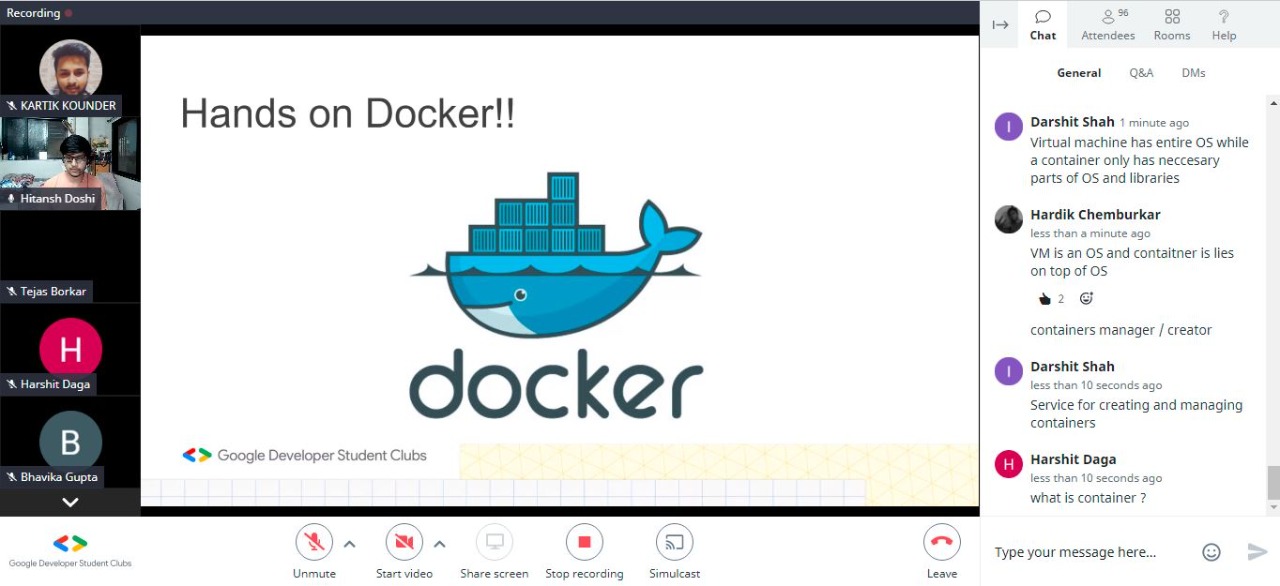 Recording
KARTIK KOUNDER
Hitansh Doshi
Tejas Borkar
H
Harshit Daga
B
Bhavika Gupta
Hands on Docker!!
docker
Google Developer Student Clubs
Google Developer Student Clubs
Unmute
Start video
Share screen
Stop recording
Simulcast
Leave
Chat
96
Attendees
Rooms
Help
General
Q&A
DMs
I
Darshit Shah 1 minute ago
Virtual machine has entire OS while
a container only has neccesary
parts of OS and libraries
Hardik Chemburkar
less than a minute ago
VM is an OS and contaitner is lies
on top of OS
2
containers manager / creator
I
Darshit Shah
less than 10 seconds ago
Service for creating and managing
containers
H
Harshit Daga
less than 10 seconds ago
what is container ?
Type your message here...